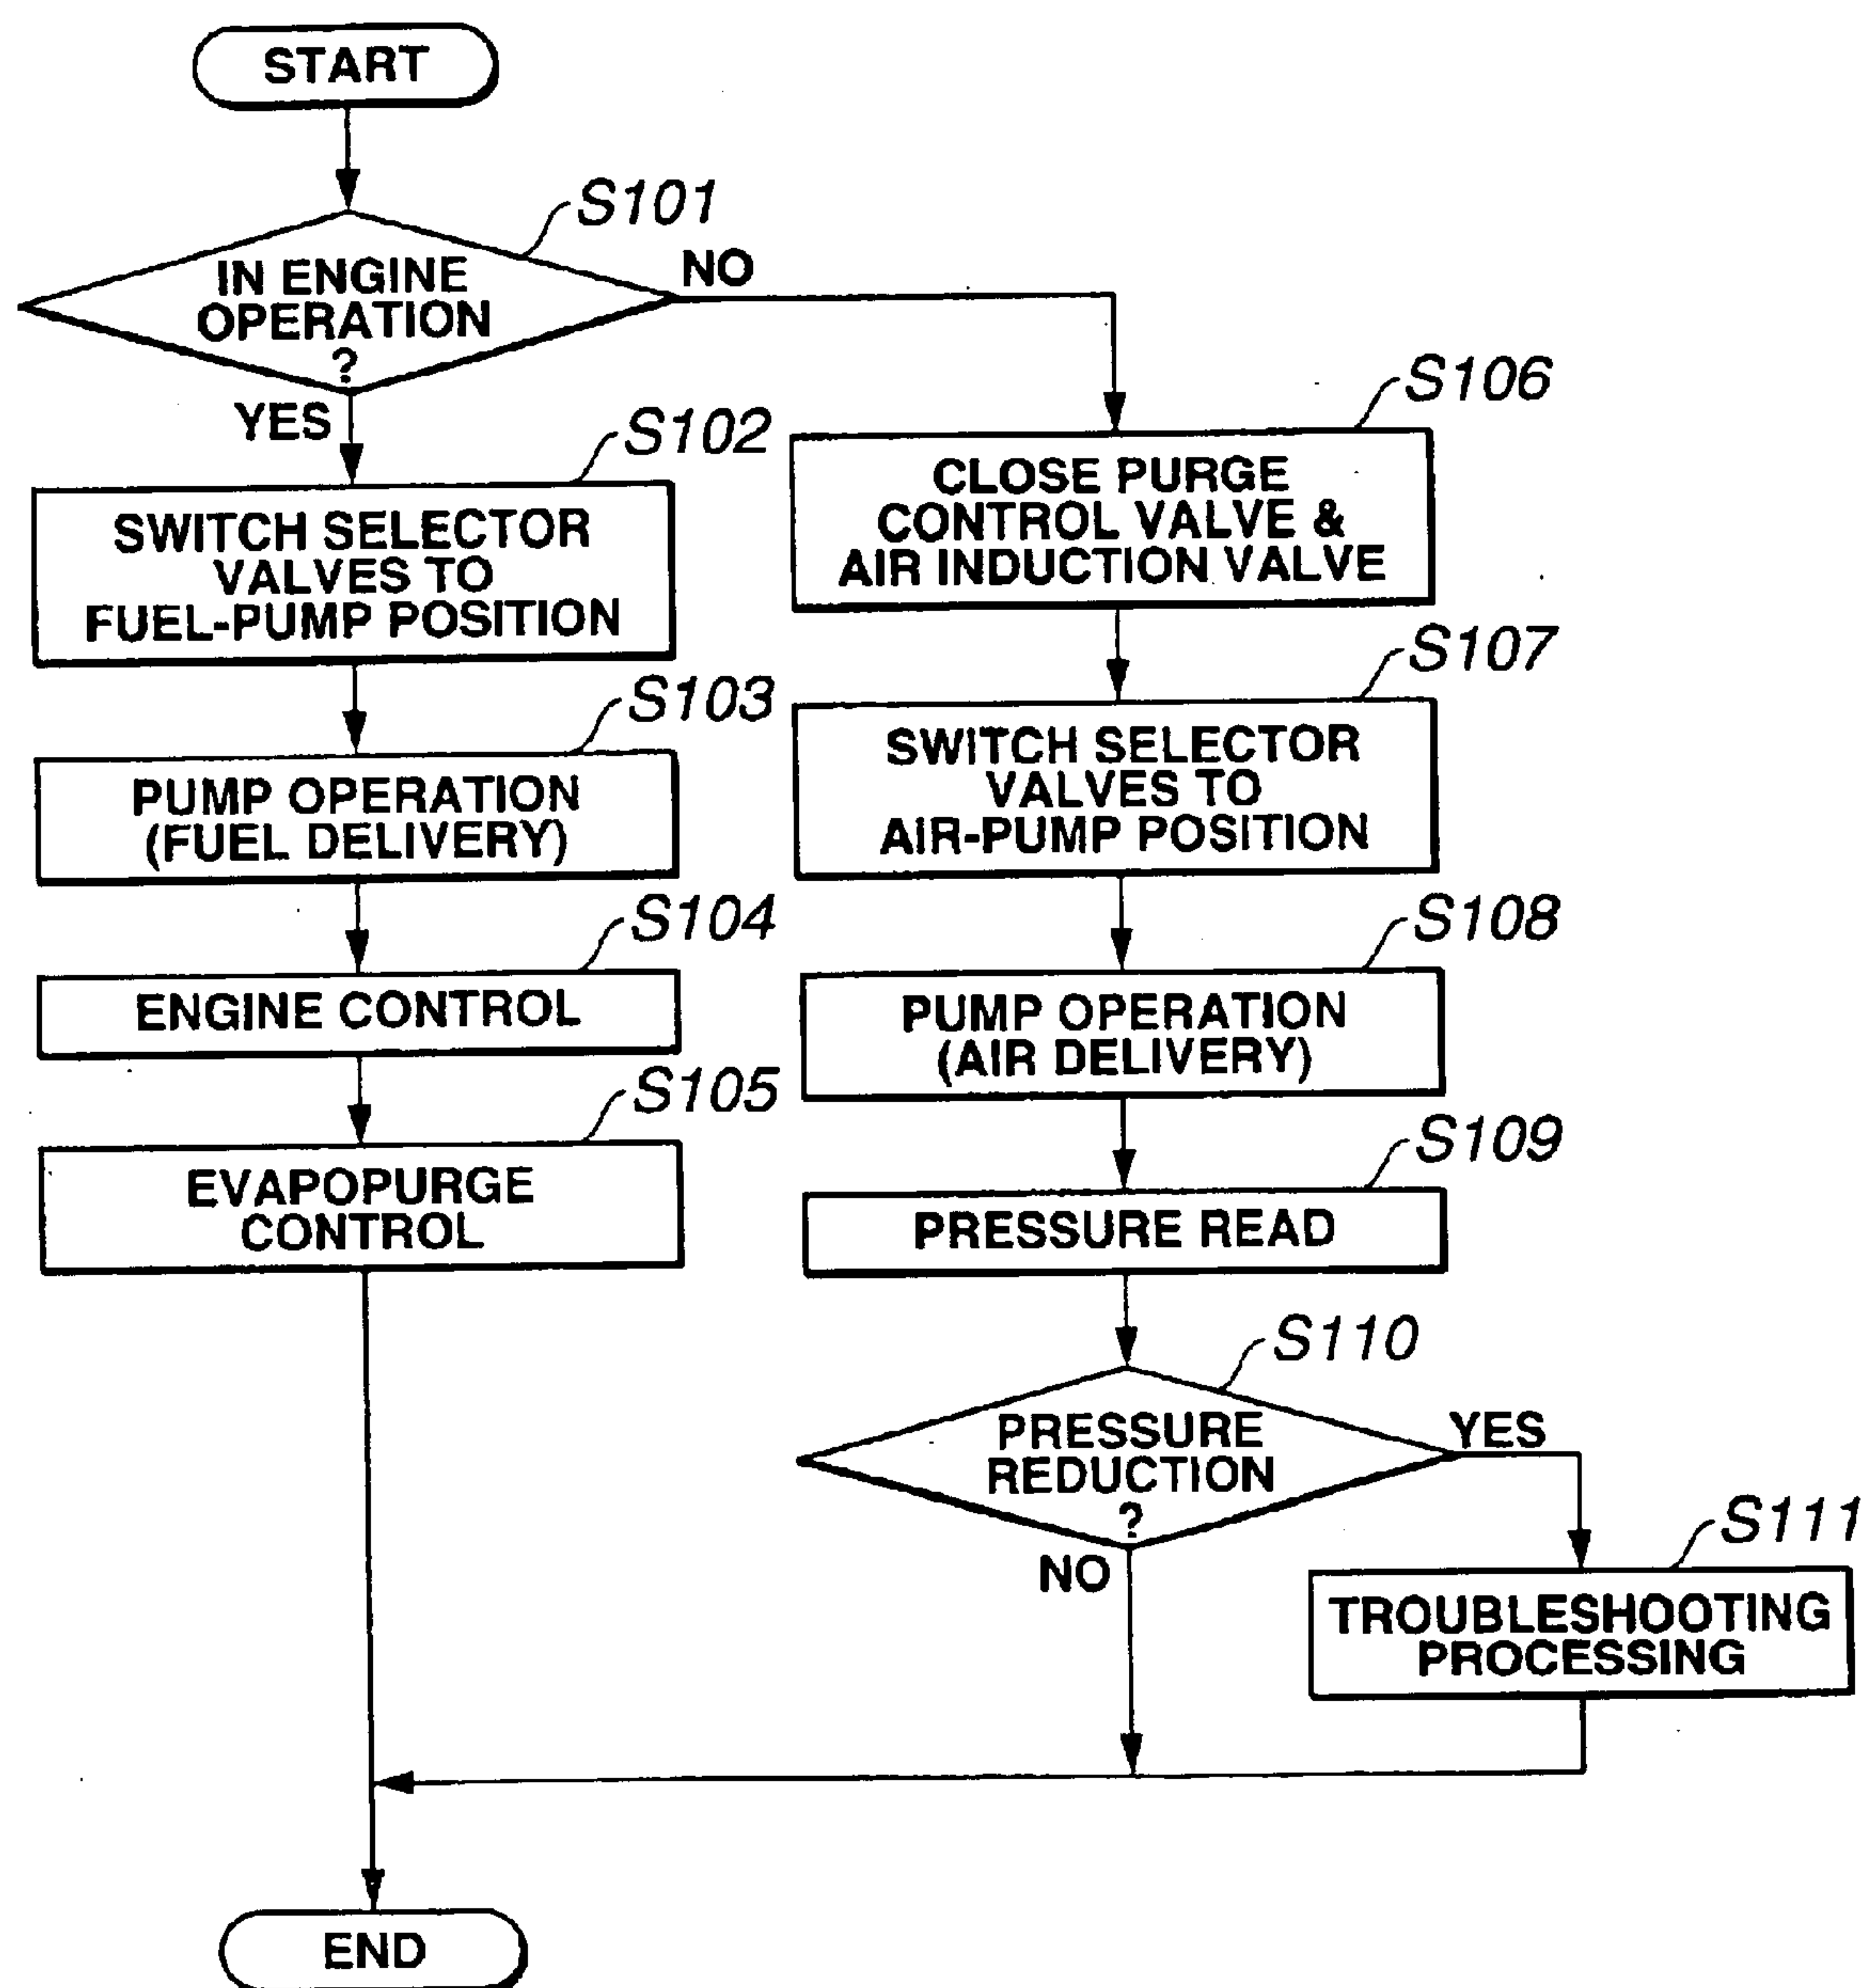 START
S101
IN ENGINE
OPERATION
?
NO
YES
S102
SWITCH SELECTOR
VALVES TO
FUEL-PUMP POSITION
S103
PUMP OPERATION
(FUEL DELIVERY)
S104
ENGINE CONTROL
S105
EVAPOPURGE
CONTROL
S106
CLOSE PURGE
CONTROL VALVE &
AIR INDUCTION VALVE
S107
SWITCH SELECTOR
VALVES TO
AIR-PUMP POSITION
S108
PUMP OPERATION
(AIR DELIVERY)
S109
PRESSURE READ
S110
PRESSURE
REDUCTION
?
YES
NO
S111
TROUBLESHOOTING
PROCESSING
END